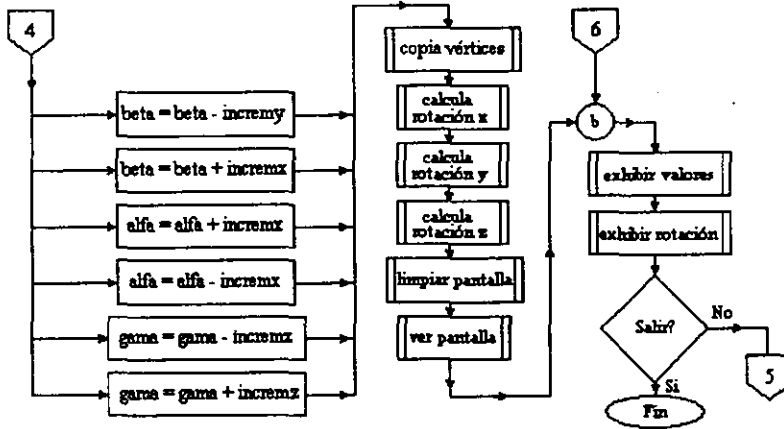 4
beta = beta - incremy
beta = beta + incremx
alfa = alfa + incremx
alfa = alfa - incremx
gama = gama - incremz
gama = gama + incremz
copia vértices
calcula
rotación x
calcula
rotación y
calcula
rotación z
limpiar pantalla
ver pantalla
6
b
exhibir valores
exhibir rotación
Salir?
No
5
Si
Fin